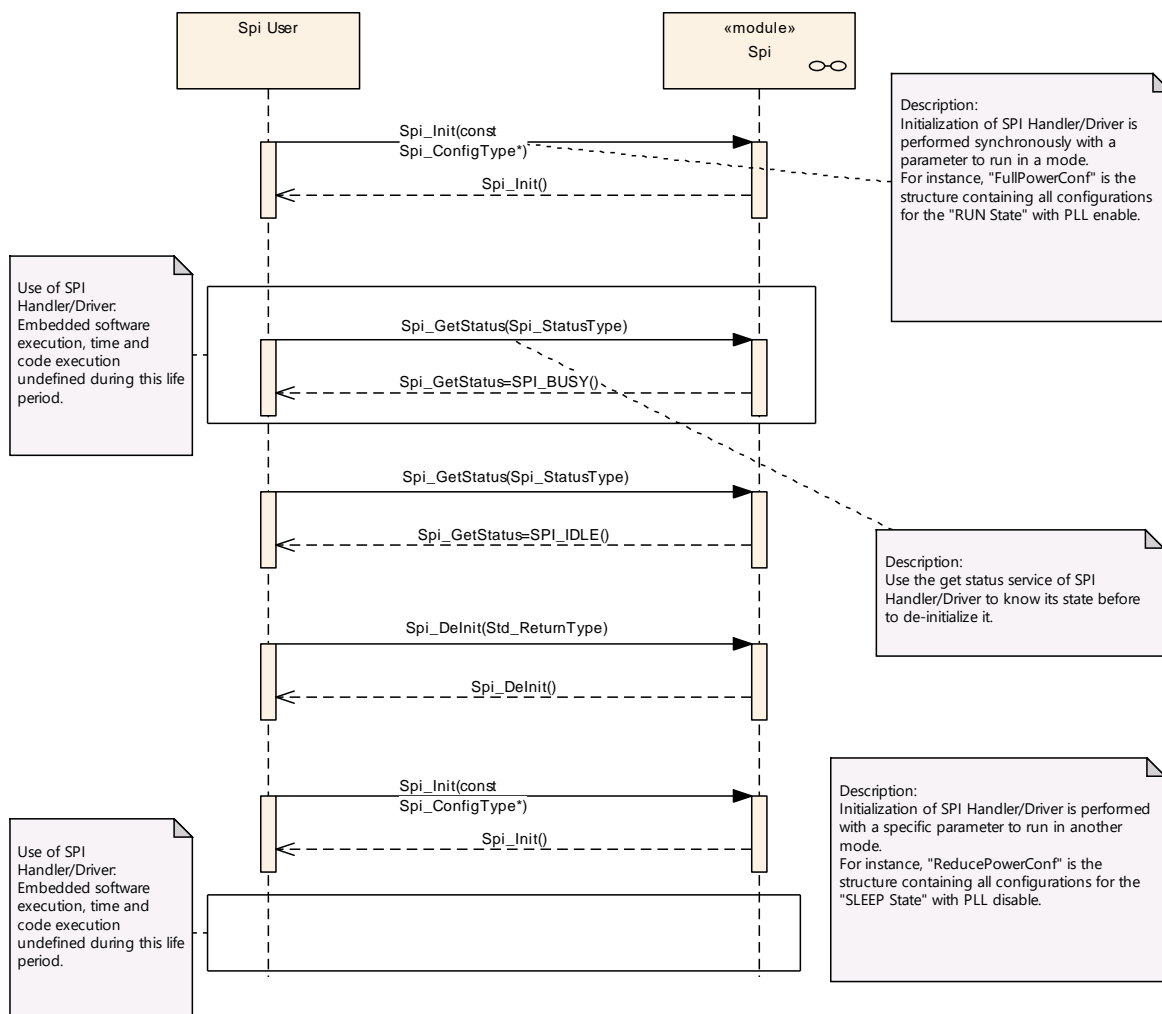 Spi User
«module»
Spi
Spi_Init(const
Spi_ConfigType*)
Spi_Init()
Description:
Initialization of SPI Handler/Driver is
performed synchronously with a
parameter to run in a mode.
For instance, "FullPowerConf" is the
structure containing all configurations
for the "RUN State" with PLL enable.
Use of SPI
Handler/Driver:
Embedded software
execution, time and
code execution
undefined during this life
period.
Spi_GetStatus(Spi_StatusType)
Spi_GetStatus=SPI_BUSY()
Spi_GetStatus(Spi_StatusType)
Spi_GetStatus=SPI_IDLE()
Description:
Use the get status service of SPI
Handler/Driver to know its state before
to de-initialize it.
Spi_DeInit(Std_ReturnType)
Spi_DeInit()
Spi_Init(const
Spi_ConfigType*)
Spi_Init()
Description:
Initialization of SPI Handler/Driver is performed
with a specific parameter to run in another
mode.
For instance, "ReducePowerConf" is the
structure containing all configurations for the
"SLEEP State" with PLL disable.
Use of SPI
Handler/Driver:
Embedded software
execution, time and
code execution
undefined during this life
period.